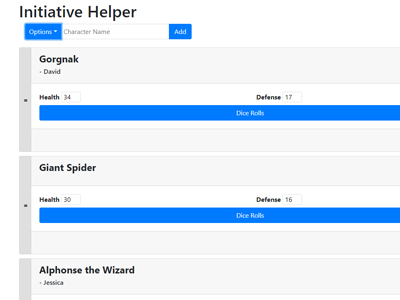 Initiative Helper
Options Character Name Add
Gorgnak
- David
Health 34 Defense 17
Dice Rolls
Giant Spider
Health 30 Defense 16
Dice Rolls
Alphonse the Wizard
- Jessica